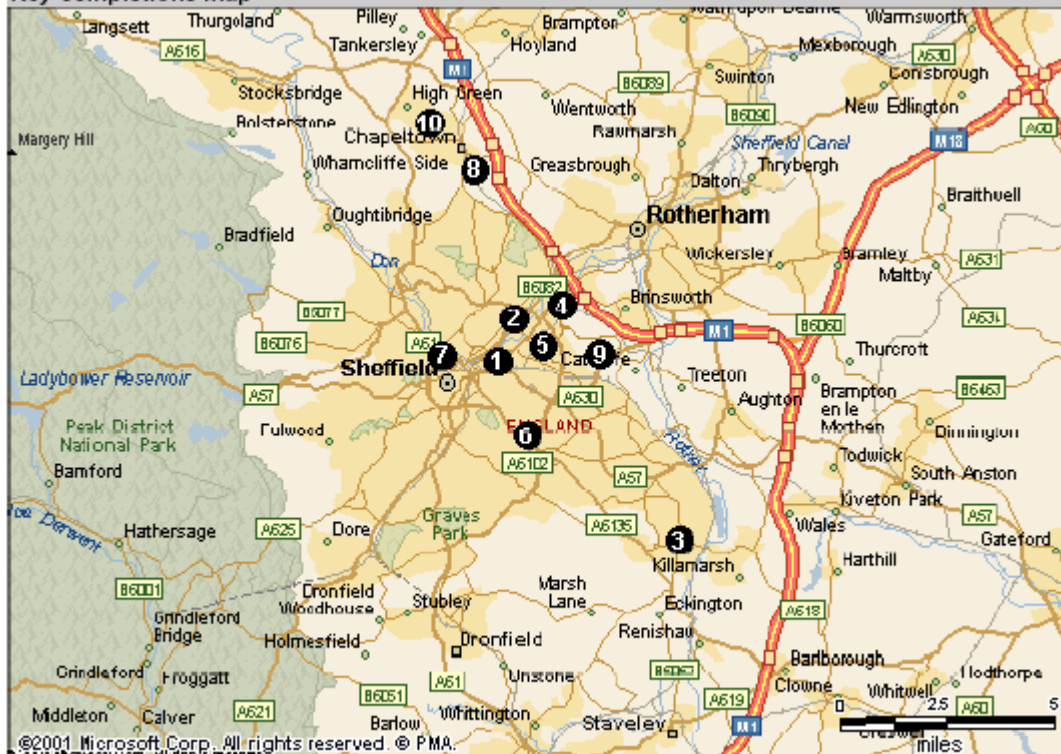 Key completions map
Langsett
Thurgoland
Pilley
Tankersley
Hoyland
Brampton
Warmsworth
A616
M1
Mexborough
A630
Swinton
Conisbrough
B6089
Stocksbridge
High Green
Wentworth
New Edlington
Bolsterstone
10
Rawmarsh
B6090
M18
Margery Hill
Chapeltown
Sheffield Canal
Whamcliffe Side
8
Greasbrough
Thrybergh
Dalton
Braithwell
Oughtibridge
Rotherham
Bradfield
Don
Wickersley
Bramley
Maltby
A631
B6082
4
Brinsworth
B6077
2
M1
B6060
A631
B6076
A61
7
1
5
9
Thurcroft
Sheffield
Treeton
Ladybower Reservoir
A57
A630
Aughton
Brampton
en le
Morthen
B6463
Peak District
National Park
Fulwood
ENGLAND
6
Dinnington
Bamford
A6102
A57
Rother
Todwick
South Anston
Kiveton Park
Derwent
Hathersage
A625
Dore
Graves
Park
A6135
3
Wales
A57
Gateford
Killamarsh
Harthill
B6001
Dronfield
Woodhouse
Stubley
Marsh
Lane
Eckington
A618
Grindleford
Bridge
Holmesfield
Dronfield
Renishaw
Barlborough
Grindleford
Froggatt
B6051
A61
Unstone
Clowne
Whitwell
Hodthorpe
A619
0
2.5
5
Middleton
Calver
A621
Barlow
Whittington
Staveley
M1
A60
Creswell
miles
©2001 Microsoft Corp. All rights reserved. © PMA.